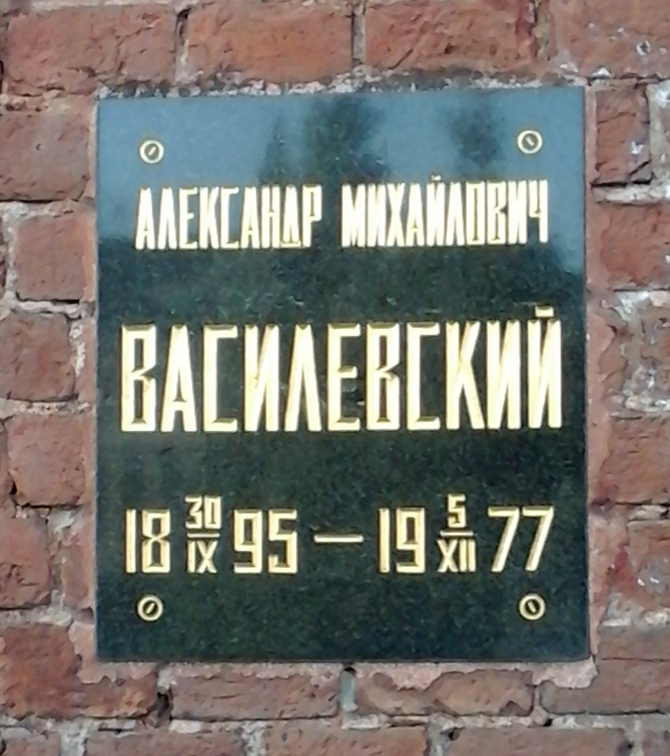 АЛЕКСАНДР МИХАЙЛОВИЧ
ВАСИЛЕВСКИЙ
18 30/IX 95 — 19 5/XII 77